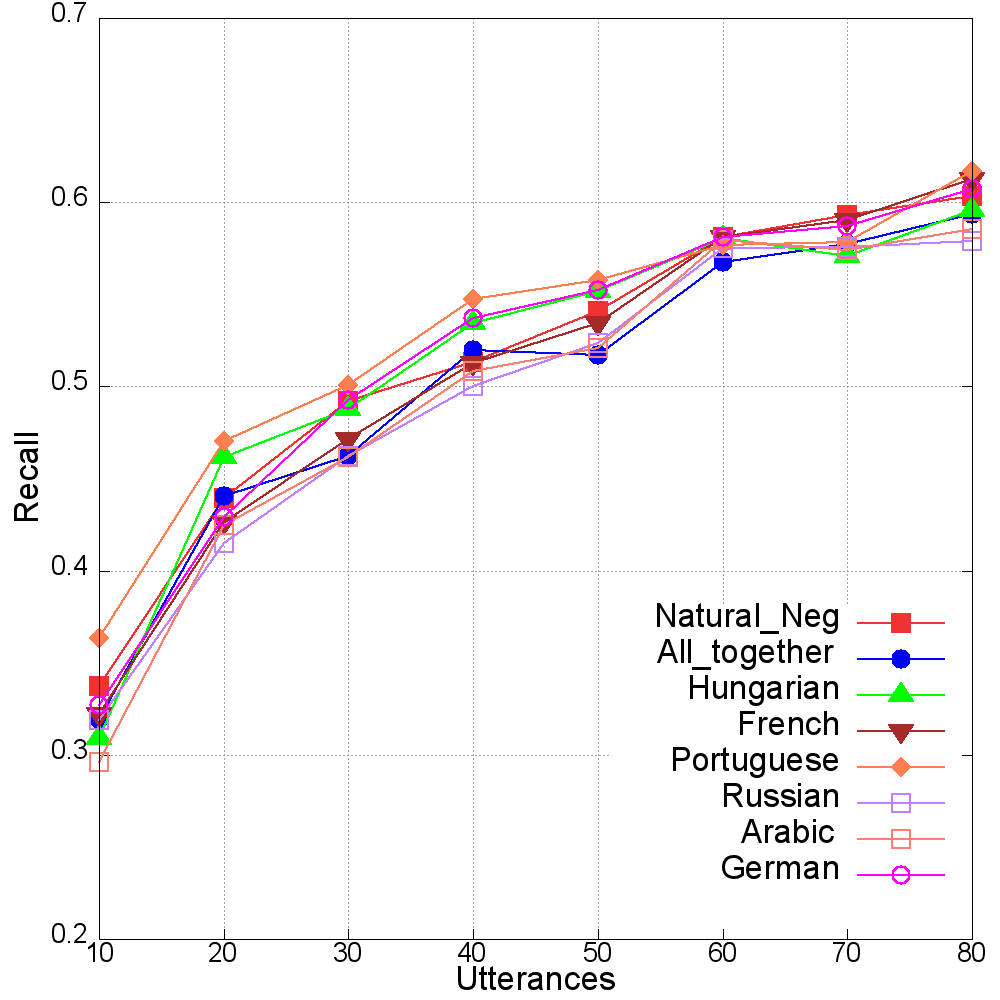 0.7
0.6
0.5
0.4
0.3
0.2
Recall
10 20 30 40 50 60 70 80
Utterances
Natural_Neg
All_together
Hungarian
French
Portuguese
Russian
Arabic
German